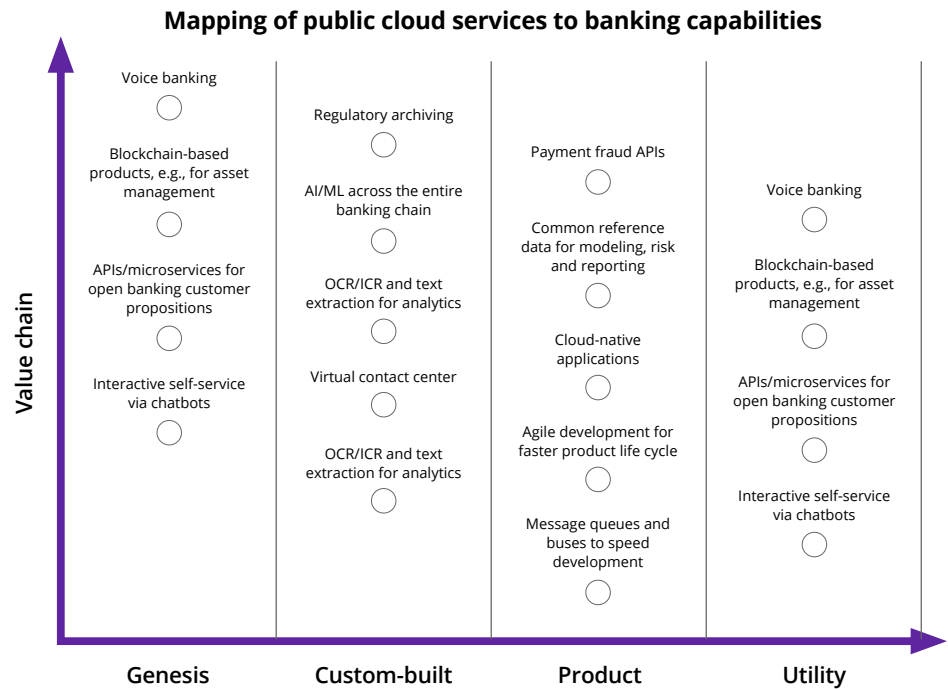 Mapping of public cloud services to banking capabilities
Value chain
Voice banking
Blockchain-based
products, e.g., for asset
management
APIs/microservices for
open banking customer
propositions
Interactive self-service
via chatbots
Genesis
Regulatory archiving
AI/ML across the entire
banking chain
OCR/ICR and text
extraction for analytics
Virtual contact center
OCR/ICR and text
extraction for analytics
Custom-built
Payment fraud APIs
Common reference
data for modeling, risk
and reporting
Cloud-native
applications
Agile development for
faster product life cycle
Message queues and
buses to speed
development
Product
Voice banking
Blockchain-based
products, e.g., for asset
management
APIs/microservices for
open banking customer
propositions
Interactive self-service
via chatbots
Utility